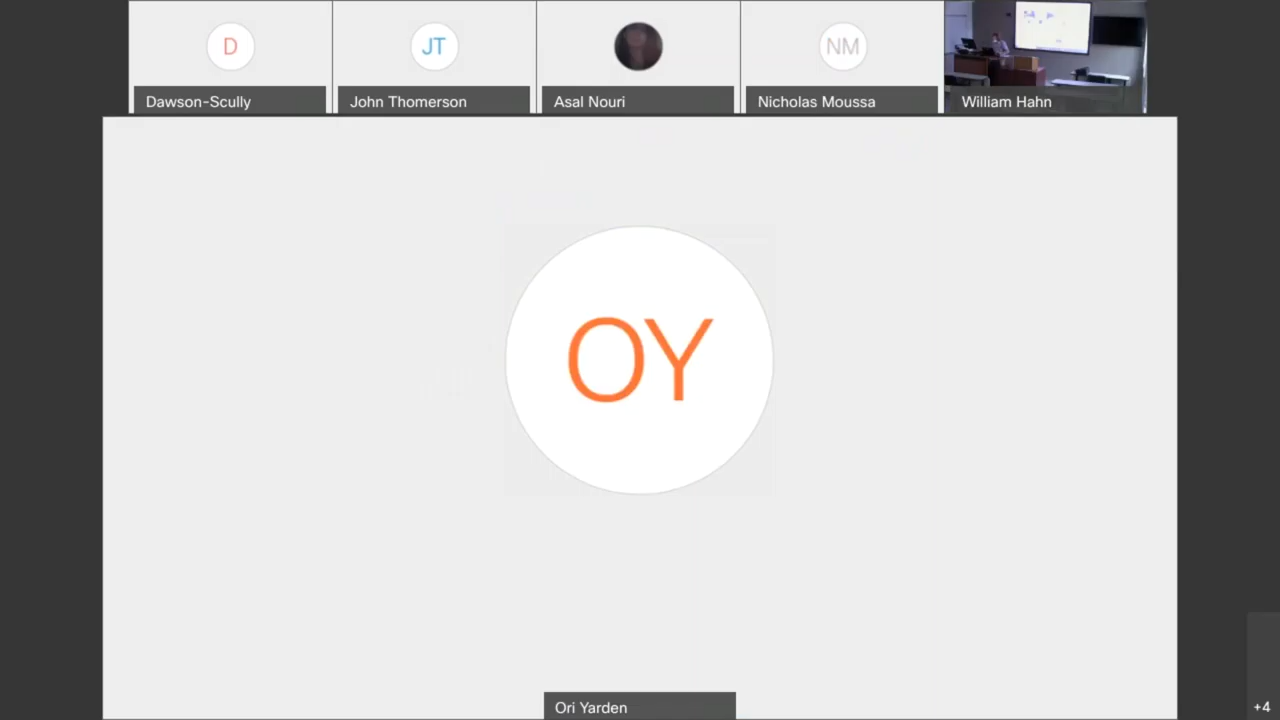 D
JT
NM
Dawson-Scully
John Thomerson
Asal Nouri
Nicholas Moussa
William Hahn
OY
Ori Yarden
+4